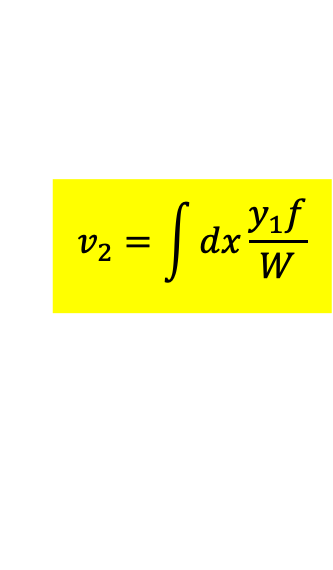 v₂ = ∫ dx y₁f / W